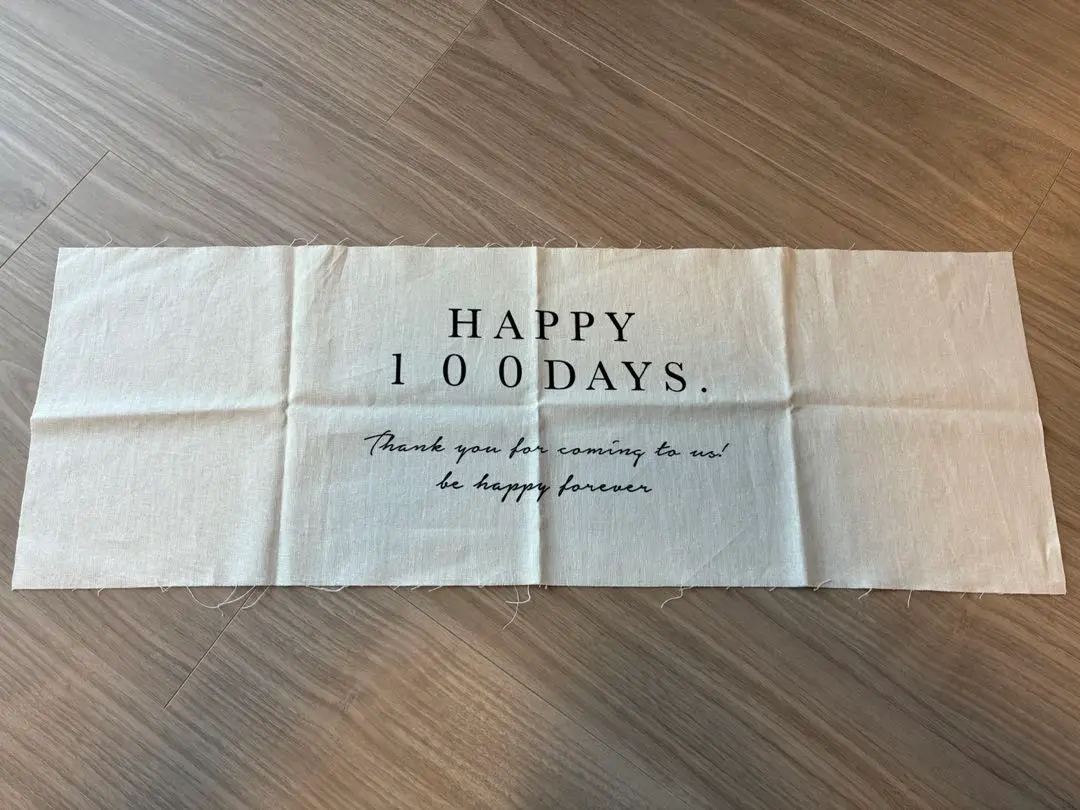 HAPPY
100DAYS.
Thank you for coming to us!
be happy forever